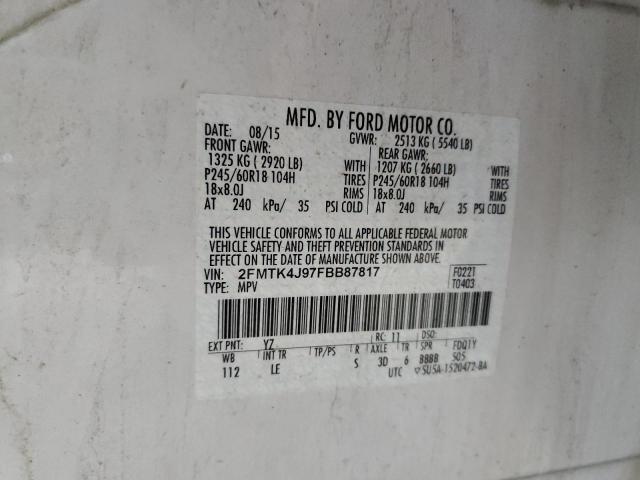 MFD. BY FORD MOTOR CO.
DATE: 08/15 GVWR: 2513 KG ( 5540 LB)
FRONT GAWR: REAR GAWR:
1325 KG ( 2920 LB) WITH 1207 KG ( 2660 LB) WITH
P245/60R18 104H TIRES P245/60R18 104H TIRES
18x8.0J RIMS 18x8.0J RIMS
AT 240 kPa/ 35 PSI COLD AT 240 kPa/ 35 PSI COLD
THIS VEHICLE CONFORMS TO ALL APPLICABLE FEDERAL MOTOR
VEHICLE SAFETY AND THEFT PREVENTION STANDARDS IN
EFFECT ON THE DATE OF MANUFACTURE SHOWN ABOVE.
VIN: 2FMTK4J97FBB87817 F0221
TYPE: MPV T0403
EXT PNT: YZ RC: 11 DSO:
WB INT TR TP/PS R AXLE TR SPR FDQ1Y
112 LE S 3D 6 BBBB 505
UTC ▽SU5A-1520472-BA